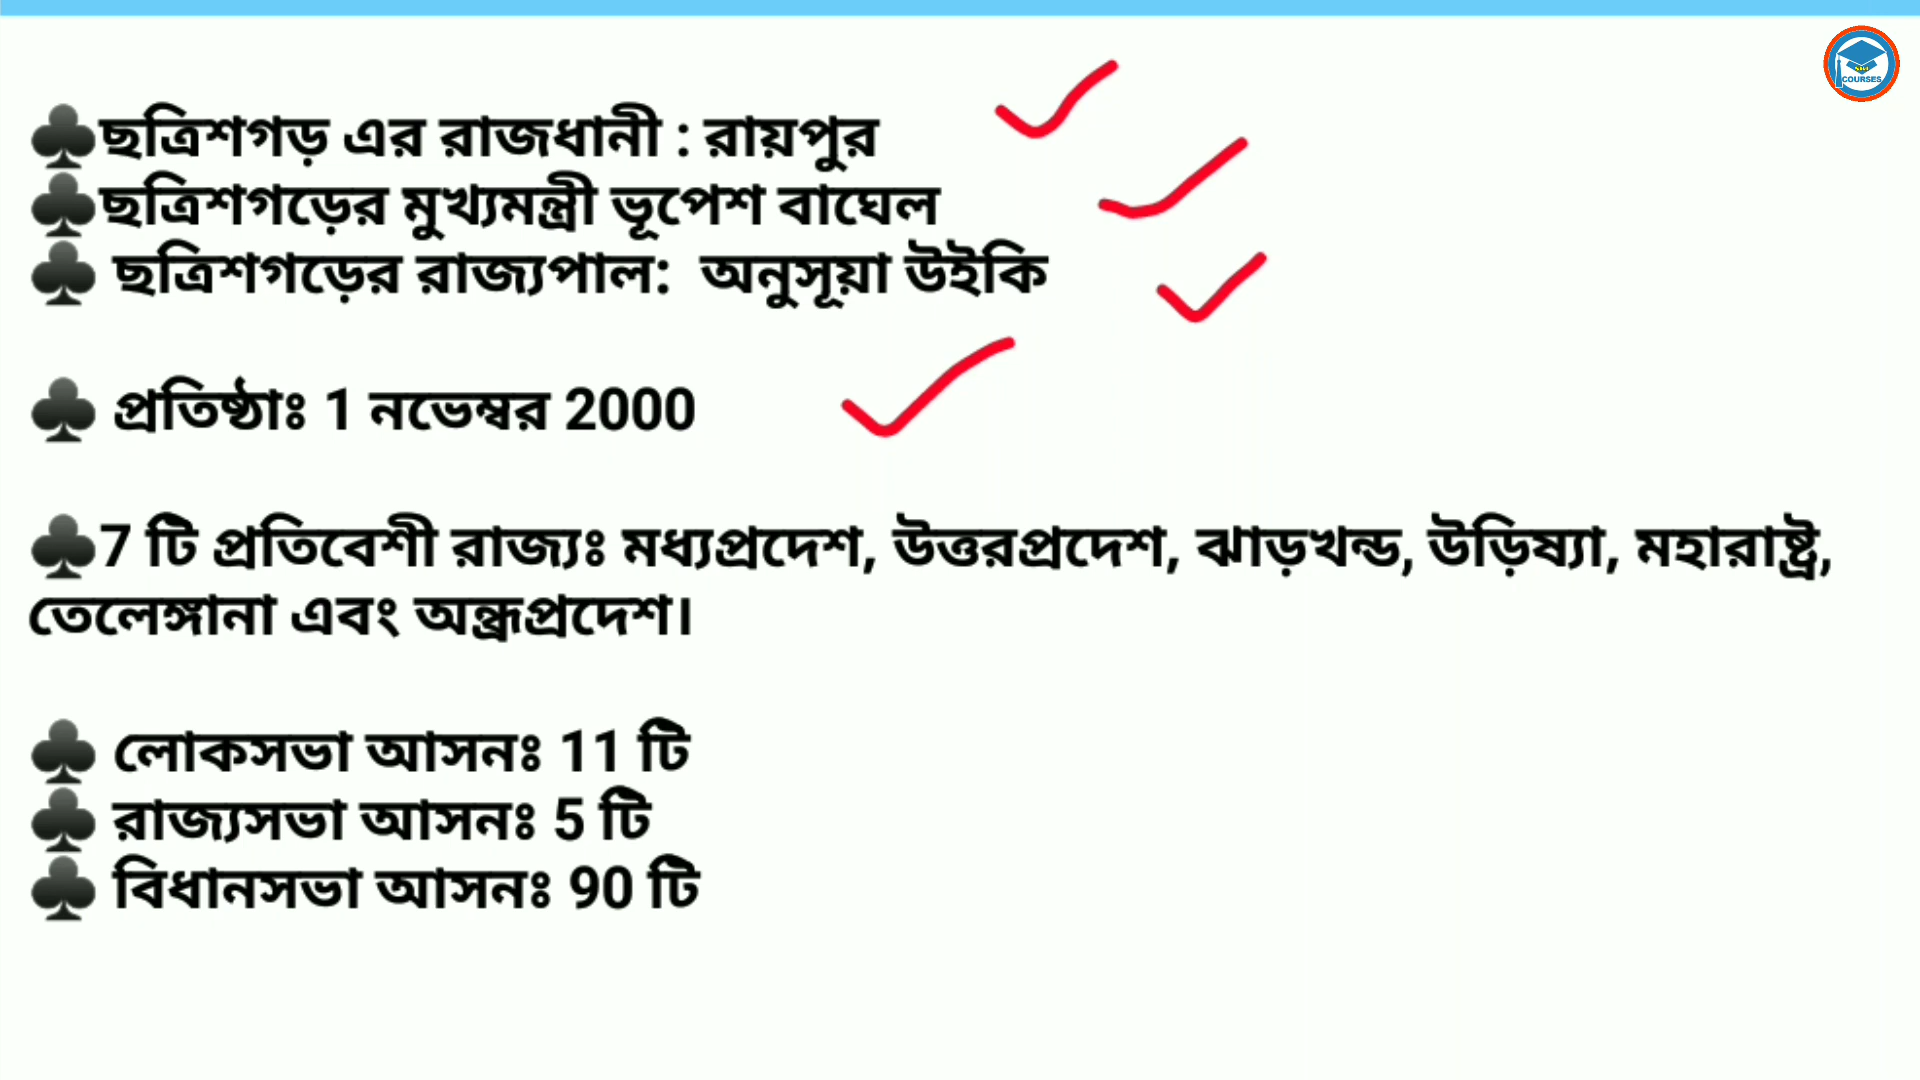 ♣ছত্রিশগড় এর রাজধানী : রায়পুর
♣ছত্রিশগড়ের মুখ্যমন্ত্রী ভূপেশ বাঘেল
♣ ছত্রিশগড়ের রাজ্যপাল: অনুসূয়া উইকি
♣ প্রতিষ্ঠাঃ 1 নভেম্বর 2000
♣7 টি প্রতিবেশী রাজ্যঃ মধ্যপ্রদেশ, উত্তরপ্রদেশ, ঝাড়খন্ড, উড়িষ্যা, মহারাষ্ট্র,
তেলেঙ্গানা এবং অন্ধ্রপ্রদেশ।
♣ লোকসভা আসনঃ 11 টি
♣ রাজ্যসভা আসনঃ 5 টি
♣ বিধানসভা আসনঃ 90 টি
COURSES